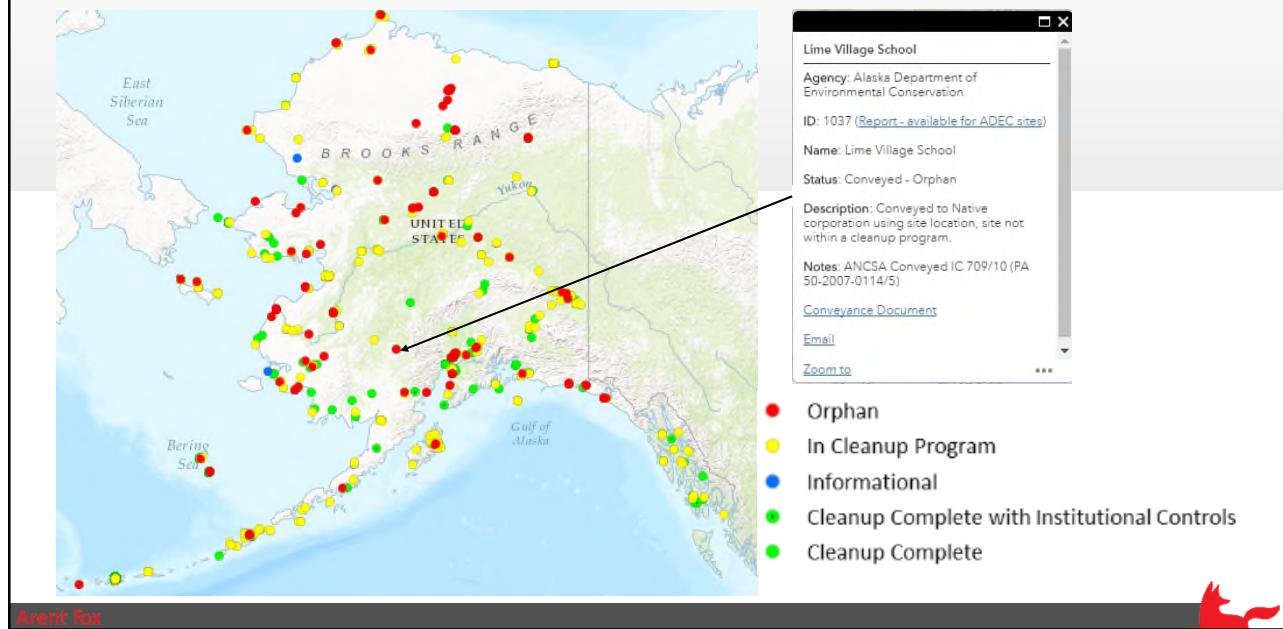 East
Siberian
Sea
BROOKS RANGE
Yukon
UNITED
STATES
Bering
Sea
Gulf of
Alaska
Lime Village School
Agency: Alaska Department of
Environmental Conservation
ID: 1037 (Report - available for ADEC sites)
Name: Lime Village School
Status: Conveyed - Orphan
Description: Conveyed to Native
corporation using site location, site not
within a cleanup program.
Notes: ANCSA Conveyed IC 709/10 (PA
50-2007-0114/5)
Conveyance Document
Email
Zoom to
Orphan
In Cleanup Program
Informational
Cleanup Complete with Institutional Controls
Cleanup Complete
Arent Fox